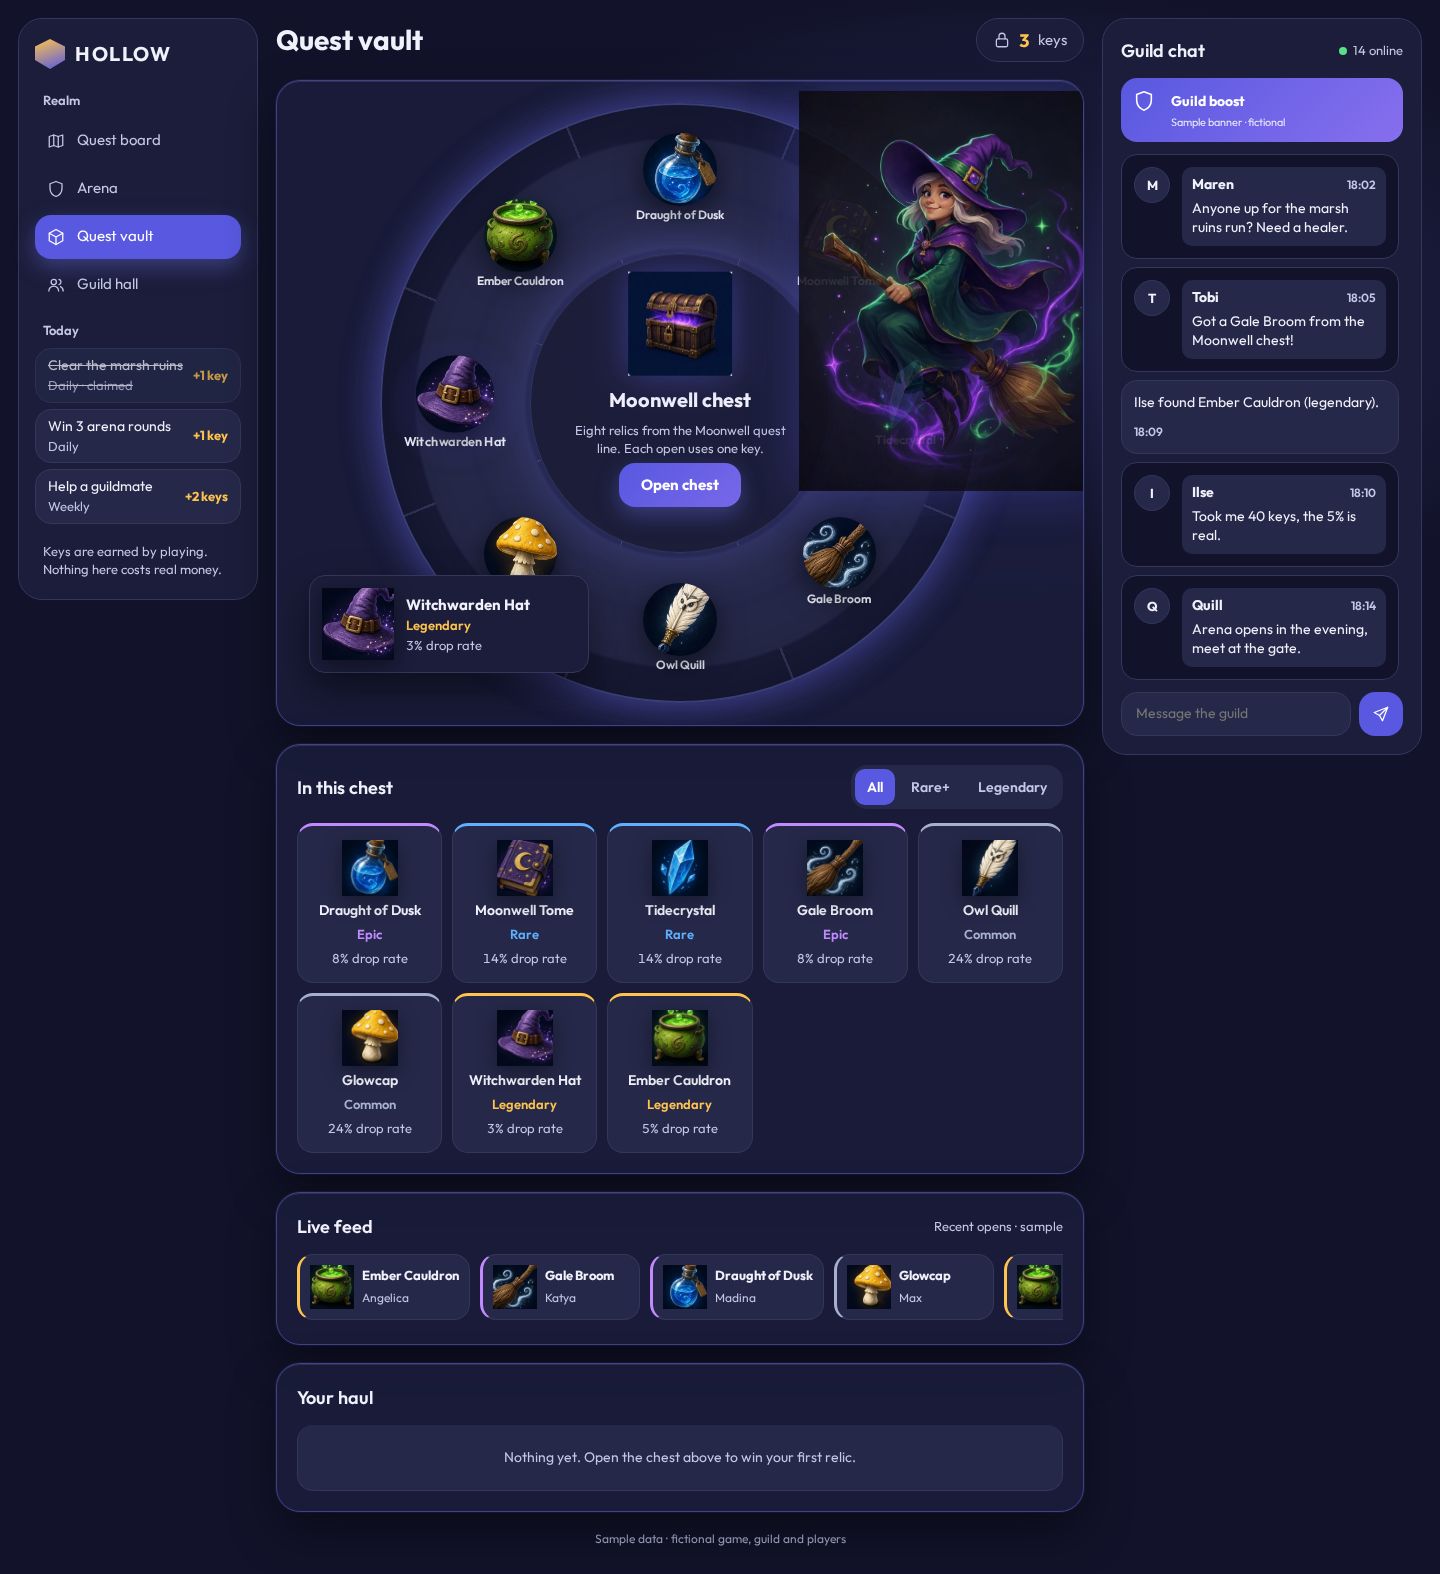 HOLLOW
Realm
Quest board
Arena
Quest vault
Guild hall
Today
Clear the marsh ruins
Daily · claimed
+1 key
Win 3 arena rounds
Daily
+1 key
Help a guildmate
Weekly
+2 keys
Keys are earned by playing.
Nothing here costs real money.
Quest vault
3 keys
Draught of Dusk
Ember Cauldron
Moonwell Tome
Witchwarden Hat
Tidecrystal
Moonwell chest
Eight relics from the Moonwell quest
line. Each open uses one key.
Open chest
Gale Broom
Owl Quill
Witchwarden Hat
Legendary
3% drop rate
In this chest
All
Rare+
Legendary
Draught of Dusk
Epic
8% drop rate
Moonwell Tome
Rare
14% drop rate
Tidecrystal
Rare
14% drop rate
Gale Broom
Epic
8% drop rate
Owl Quill
Common
24% drop rate
Glowcap
Common
24% drop rate
Witchwarden Hat
Legendary
3% drop rate
Ember Cauldron
Legendary
5% drop rate
Live feed
Recent opens · sample
Ember Cauldron
Angelica
Gale Broom
Katya
Draught of Dusk
Madina
Glowcap
Max
Your haul
Nothing yet. Open the chest above to win your first relic.
Guild chat
14 online
Guild boost
Sample banner · fictional
M
Maren
18:02
Anyone up for the marsh
ruins run? Need a healer.
T
Tobi
18:05
Got a Gale Broom from the
Moonwell chest!
Ilse found Ember Cauldron (legendary).
18:09
I
Ilse
18:10
Took me 40 keys, the 5% is
real.
Q
Quill
18:14
Arena opens in the evening,
meet at the gate.
Message the guild
Sample data · fictional game, guild and players